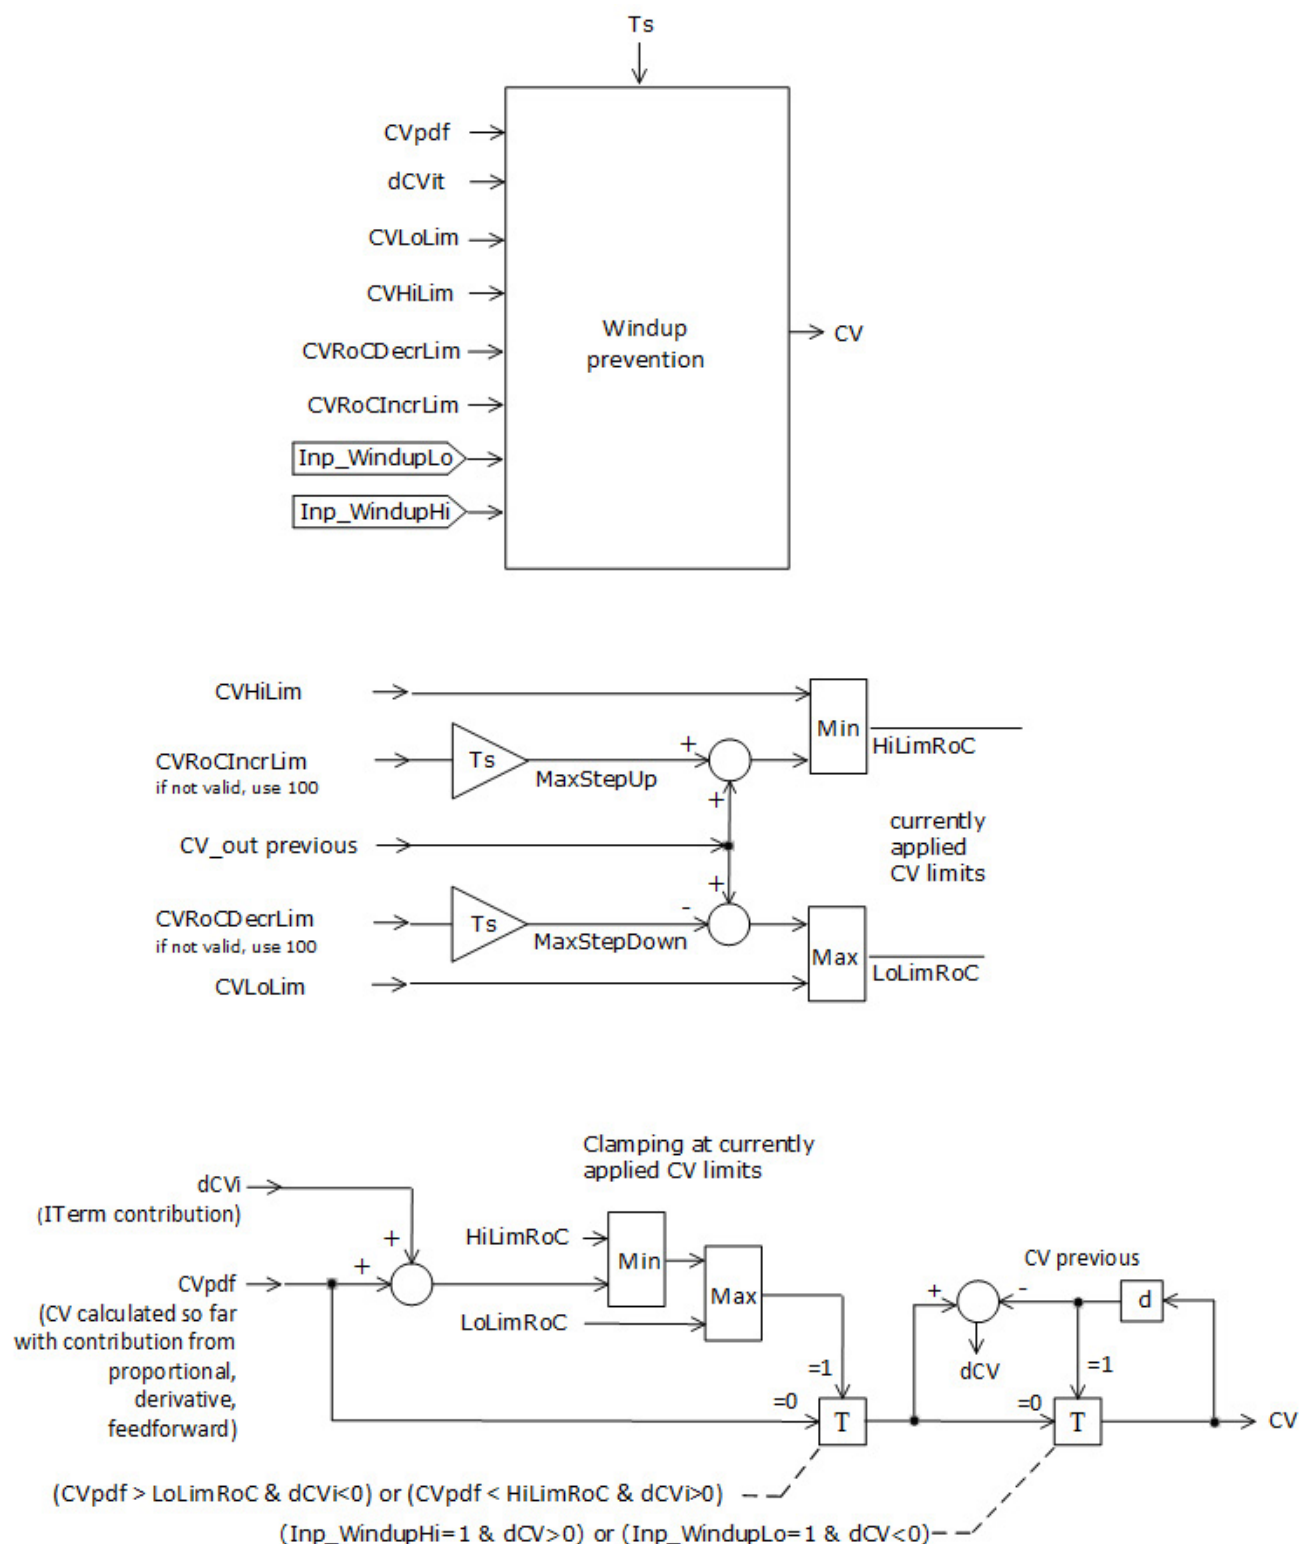 Ts
CVpdf
dCVit
CVLoLim
CVHiLim
CVRoCDecrLim
CVRoCIncrLim
Inp_WindupLo
Inp_WindupHi
Windup
prevention
CV
CVHiLim
CVRoCIncrLim
if not valid, use 100
Ts
MaxStepUp
+
+
Min
HiLimRoC
CV_out previous
currently
applied
CV limits
CVRoCDecrLim
if not valid, use 100
Ts
MaxStepDown
+
-
Max
LoLimRoC
CVLoLim
Clamping at currently
applied CV limits
dCVi
(ITerm contribution)
+
+
CVpdf
(CV calculated so far
with contribution from
proportional,
derivative,
feedforward)
HiLimRoC
Min
LoLimRoC
Max
=1
=0
T
CV previous
+
-
d
dCV
=1
=0
T
CV
(CVpdf > LoLimRoC & dCVi<0) or (CVpdf < HiLimRoC & dCVi>0)
(Inp_WindupHi=1 & dCV>0) or (Inp_WindupLo=1 & dCV<0)